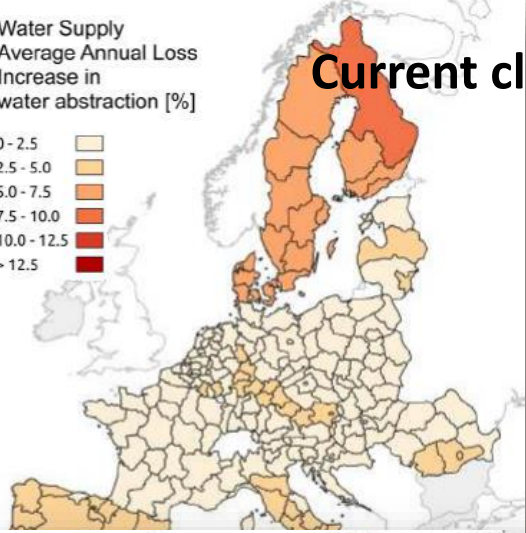 Water Supply
Average Annual Loss
Increase in
water abstraction [%]
Current cl
0 - 2.5
2.5 - 5.0
5.0 - 7.5
7.5 - 10.0
10.0 - 12.5
> 12.5